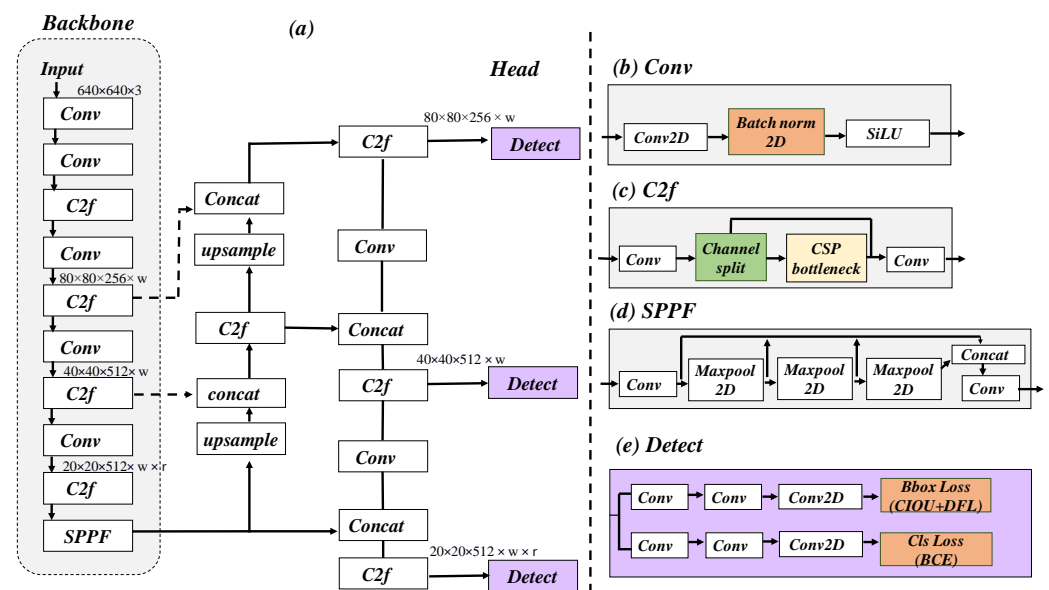 Backbone
(a)
Input
640×640×3
Conv
Conv
C2f
Conv
80×80×256× w
C2f
Conv
40×40×512× w
C2f
Conv
20×20×512× w × r
C2f
SPPF
Concat
upsample
C2f
concat
upsample
Head
80×80×256 × w
C2f
Detect
Conv
Concat
40×40×512 × w
C2f
Detect
Conv
Concat
20×20×512 × w × r
C2f
Detect
(b) Conv
Conv2D
Batch norm
2D
SiLU
(c) C2f
Conv
Channel
split
CSP
bottleneck
Conv
(d) SPPF
Conv
Maxpool
2D
Maxpool
2D
Maxpool
2D
Concat
Conv
(e) Detect
Conv
Conv
Conv2D
Bbox Loss
(CIOU+DFL)
Conv
Conv
Conv2D
Cls Loss
(BCE)